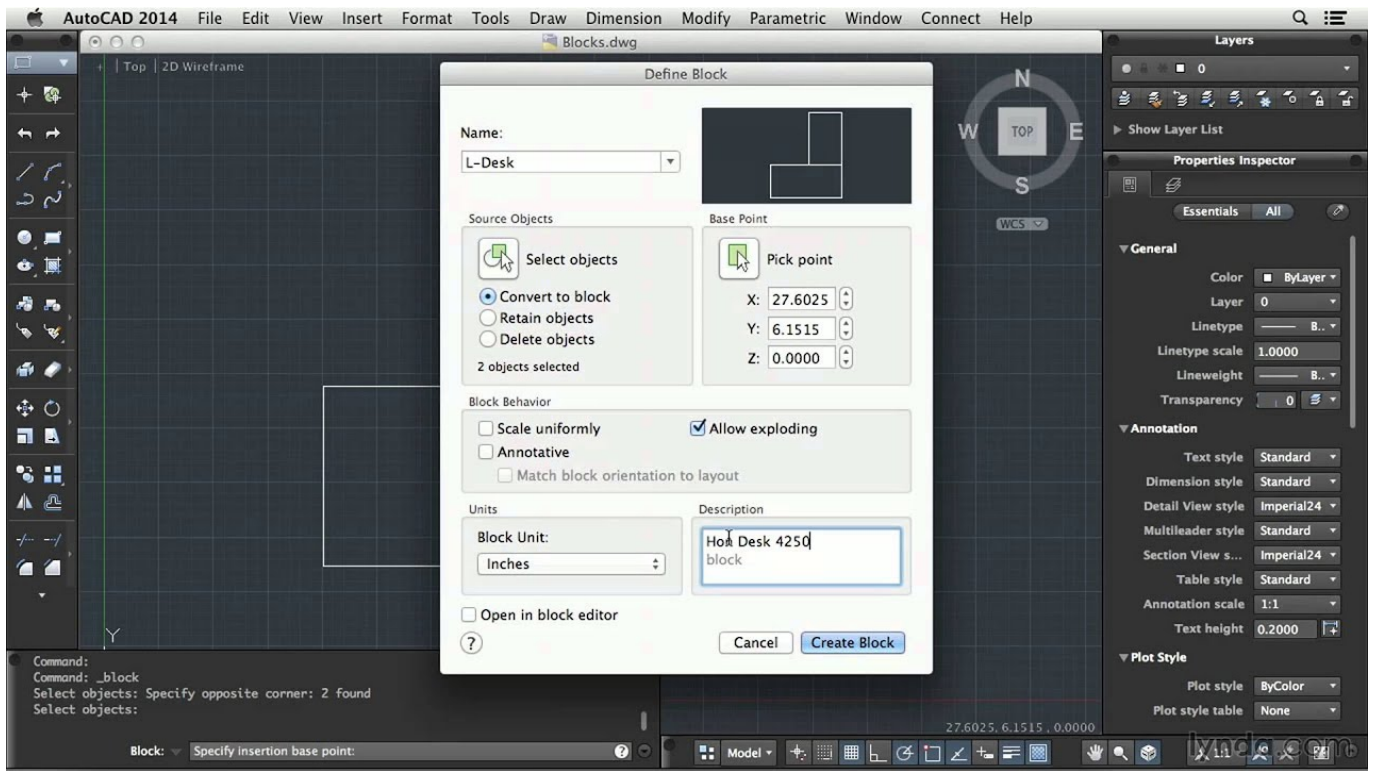 AutoCAD 2014 File Edit View Insert Format Tools Draw Dimension Modify Parametric Window Connect Help
Blocks.dwg
+ | Top | 2D Wireframe
Define Block
Name:
L-Desk
Source Objects
Select objects
Convert to block
Retain objects
Delete objects
2 objects selected
Base Point
Pick point
X: 27.6025
Y: 6.1515
Z: 0.0000
Block Behavior
Scale uniformly
Allow exploding
Annotative
Match block orientation to layout
Units
Block Unit:
Inches
Description
Hon Desk 4250
block
Open in block editor
?
Cancel
Create Block
N
W TOP E
S
WCS
Y
Layers
0
Show Layer List
Properties Inspector
Essentials All
General
Color ByLayer
Layer 0
Linetype B..
Linetype scale 1.0000
Lineweight B..
Transparency 0
Annotation
Text style Standard
Dimension style Standard
Detail View style Imperial24
Multileader style Standard
Section View s... Imperial24
Table style Standard
Annotation scale 1:1
Text height 0.2000
Plot Style
Plot style ByColor
Plot style table None
Command:
Command: _block
Select objects: Specify opposite corner: 2 found
Select objects:
Block: Specify insertion base point:
?
27.6025, 6.1515 , 0.0000
Model
1:1
lynda.com